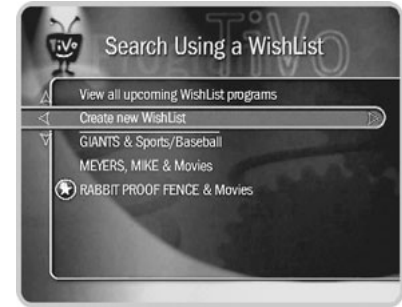 TiVo
Search Using a WishList
View all upcoming WishList programs
Create new WishList
GIANTS & Sports/Baseball
MEYERS, MIKE & Movies
RABBIT PROOF FENCE & Movies